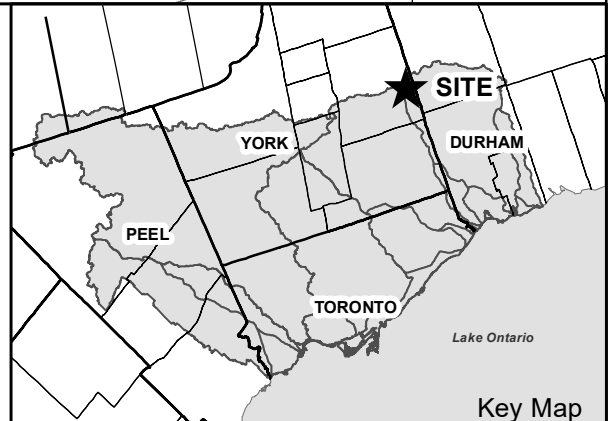 SITE
YORK
DURHAM
PEEL
TORONTO
Lake Ontario
Key Map